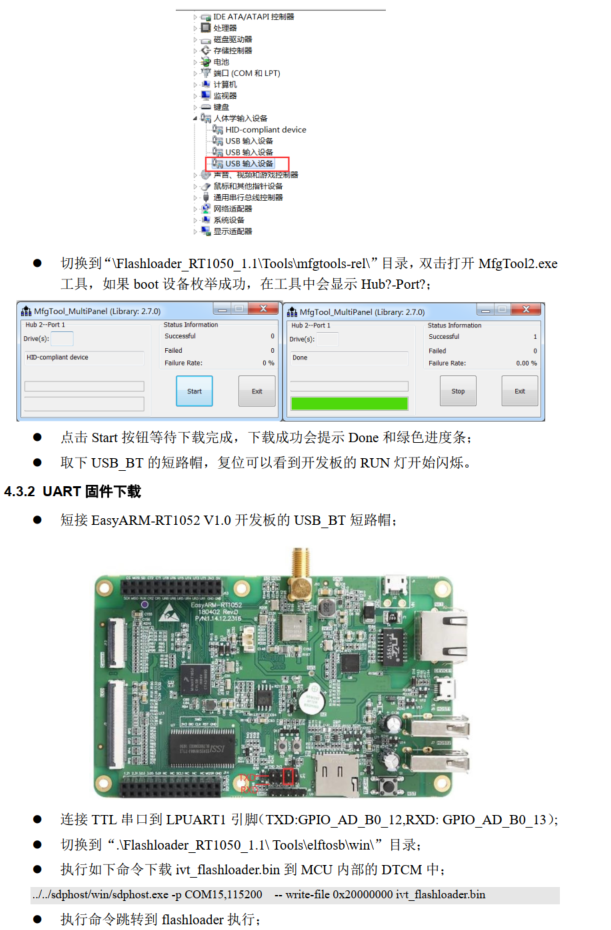 IDE ATA/ATAPI 控制器
处理器
磁盘驱动器
存储控制器
电池
端口 (COM 和 LPT)
计算机
监视器
键盘
人体学输入设备
HID-compliant device
USB 输入设备
USB 输入设备
USB 输入设备
声音、视频和游戏控制器
鼠标和其他指针设备
通用串行总线控制器
网络适配器
系统设备
显示适配器
● 切换到“\Flashloader_RT1050_1.1\Tools\mfgtools-rel\”目录，双击打开 MfgTool2.exe
工具，如果 boot 设备枚举成功，在工具中会显示 Hub?-Port?；
MfgTool_MultiPanel (Library: 2.7.0)
Hub 2--Port 1
Status Information
Drive(s):
Successful 0
HID-compliant device
Failed 0
Failure Rate: 0 %
Start
Exit
MfgTool_MultiPanel (Library: 2.7.0)
Hub 2--Port 1
Status Information
Drive(s):
Successful 1
Done
Failed 0
Failure Rate: 0.00 %
Stop
Exit
● 点击 Start 按钮等待下载完成，下载成功会提示 Done 和绿色进度条；
● 取下 USB_BT 的短路帽，复位可以看到开发板的 RUN 灯开始闪烁。
4.3.2 UART 固件下载
● 短接 EasyARM-RT1052 V1.0 开发板的 USB_BT 短路帽；
EasyARM-RT1052
180402 RevD
P/N:1.14.12.2315
ISSI
● 连接 TTL 串口到 LPUART1 引脚（TXD:GPIO_AD_B0_12,RXD: GPIO_AD_B0_13）；
● 切换到“.\Flashloader_RT1050_1.1\ Tools\elftosb\win\”目录；
● 执行如下命令下载 ivt_flashloader.bin 到 MCU 内部的 DTCM 中；
../../sdphost/win/sdphost.exe -p COM15,115200 -- write-file 0x20000000 ivt_flashloader.bin
● 执行命令跳转到 flashloader 执行；